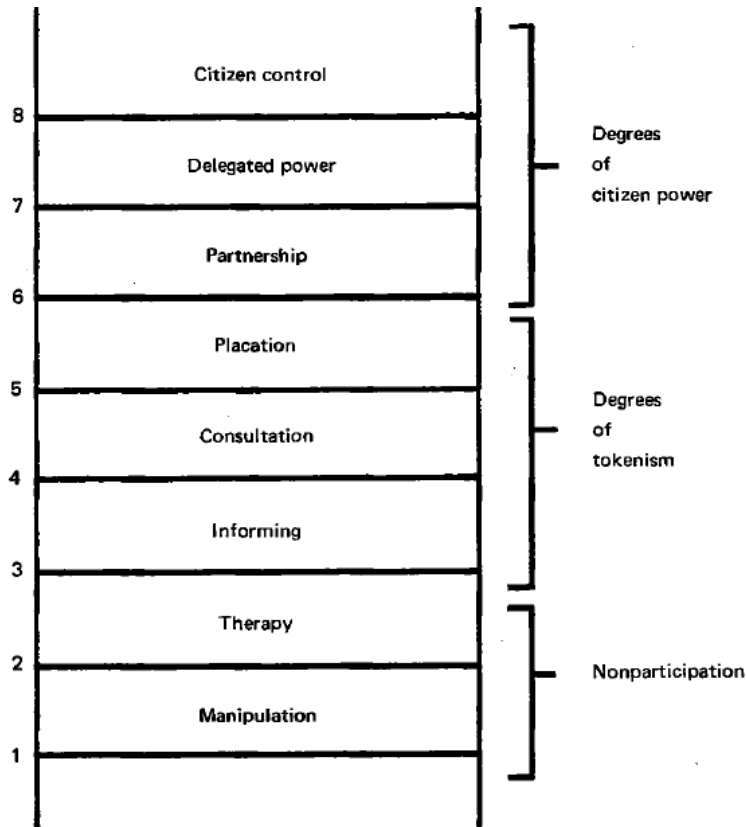 Citizen control
8
Delegated power
7
Partnership
6
Placation
5
Consultation
4
Informing
3
Therapy
2
Manipulation
1
Degrees
of
citizen power
Degrees
of
tokenism
Nonparticipation